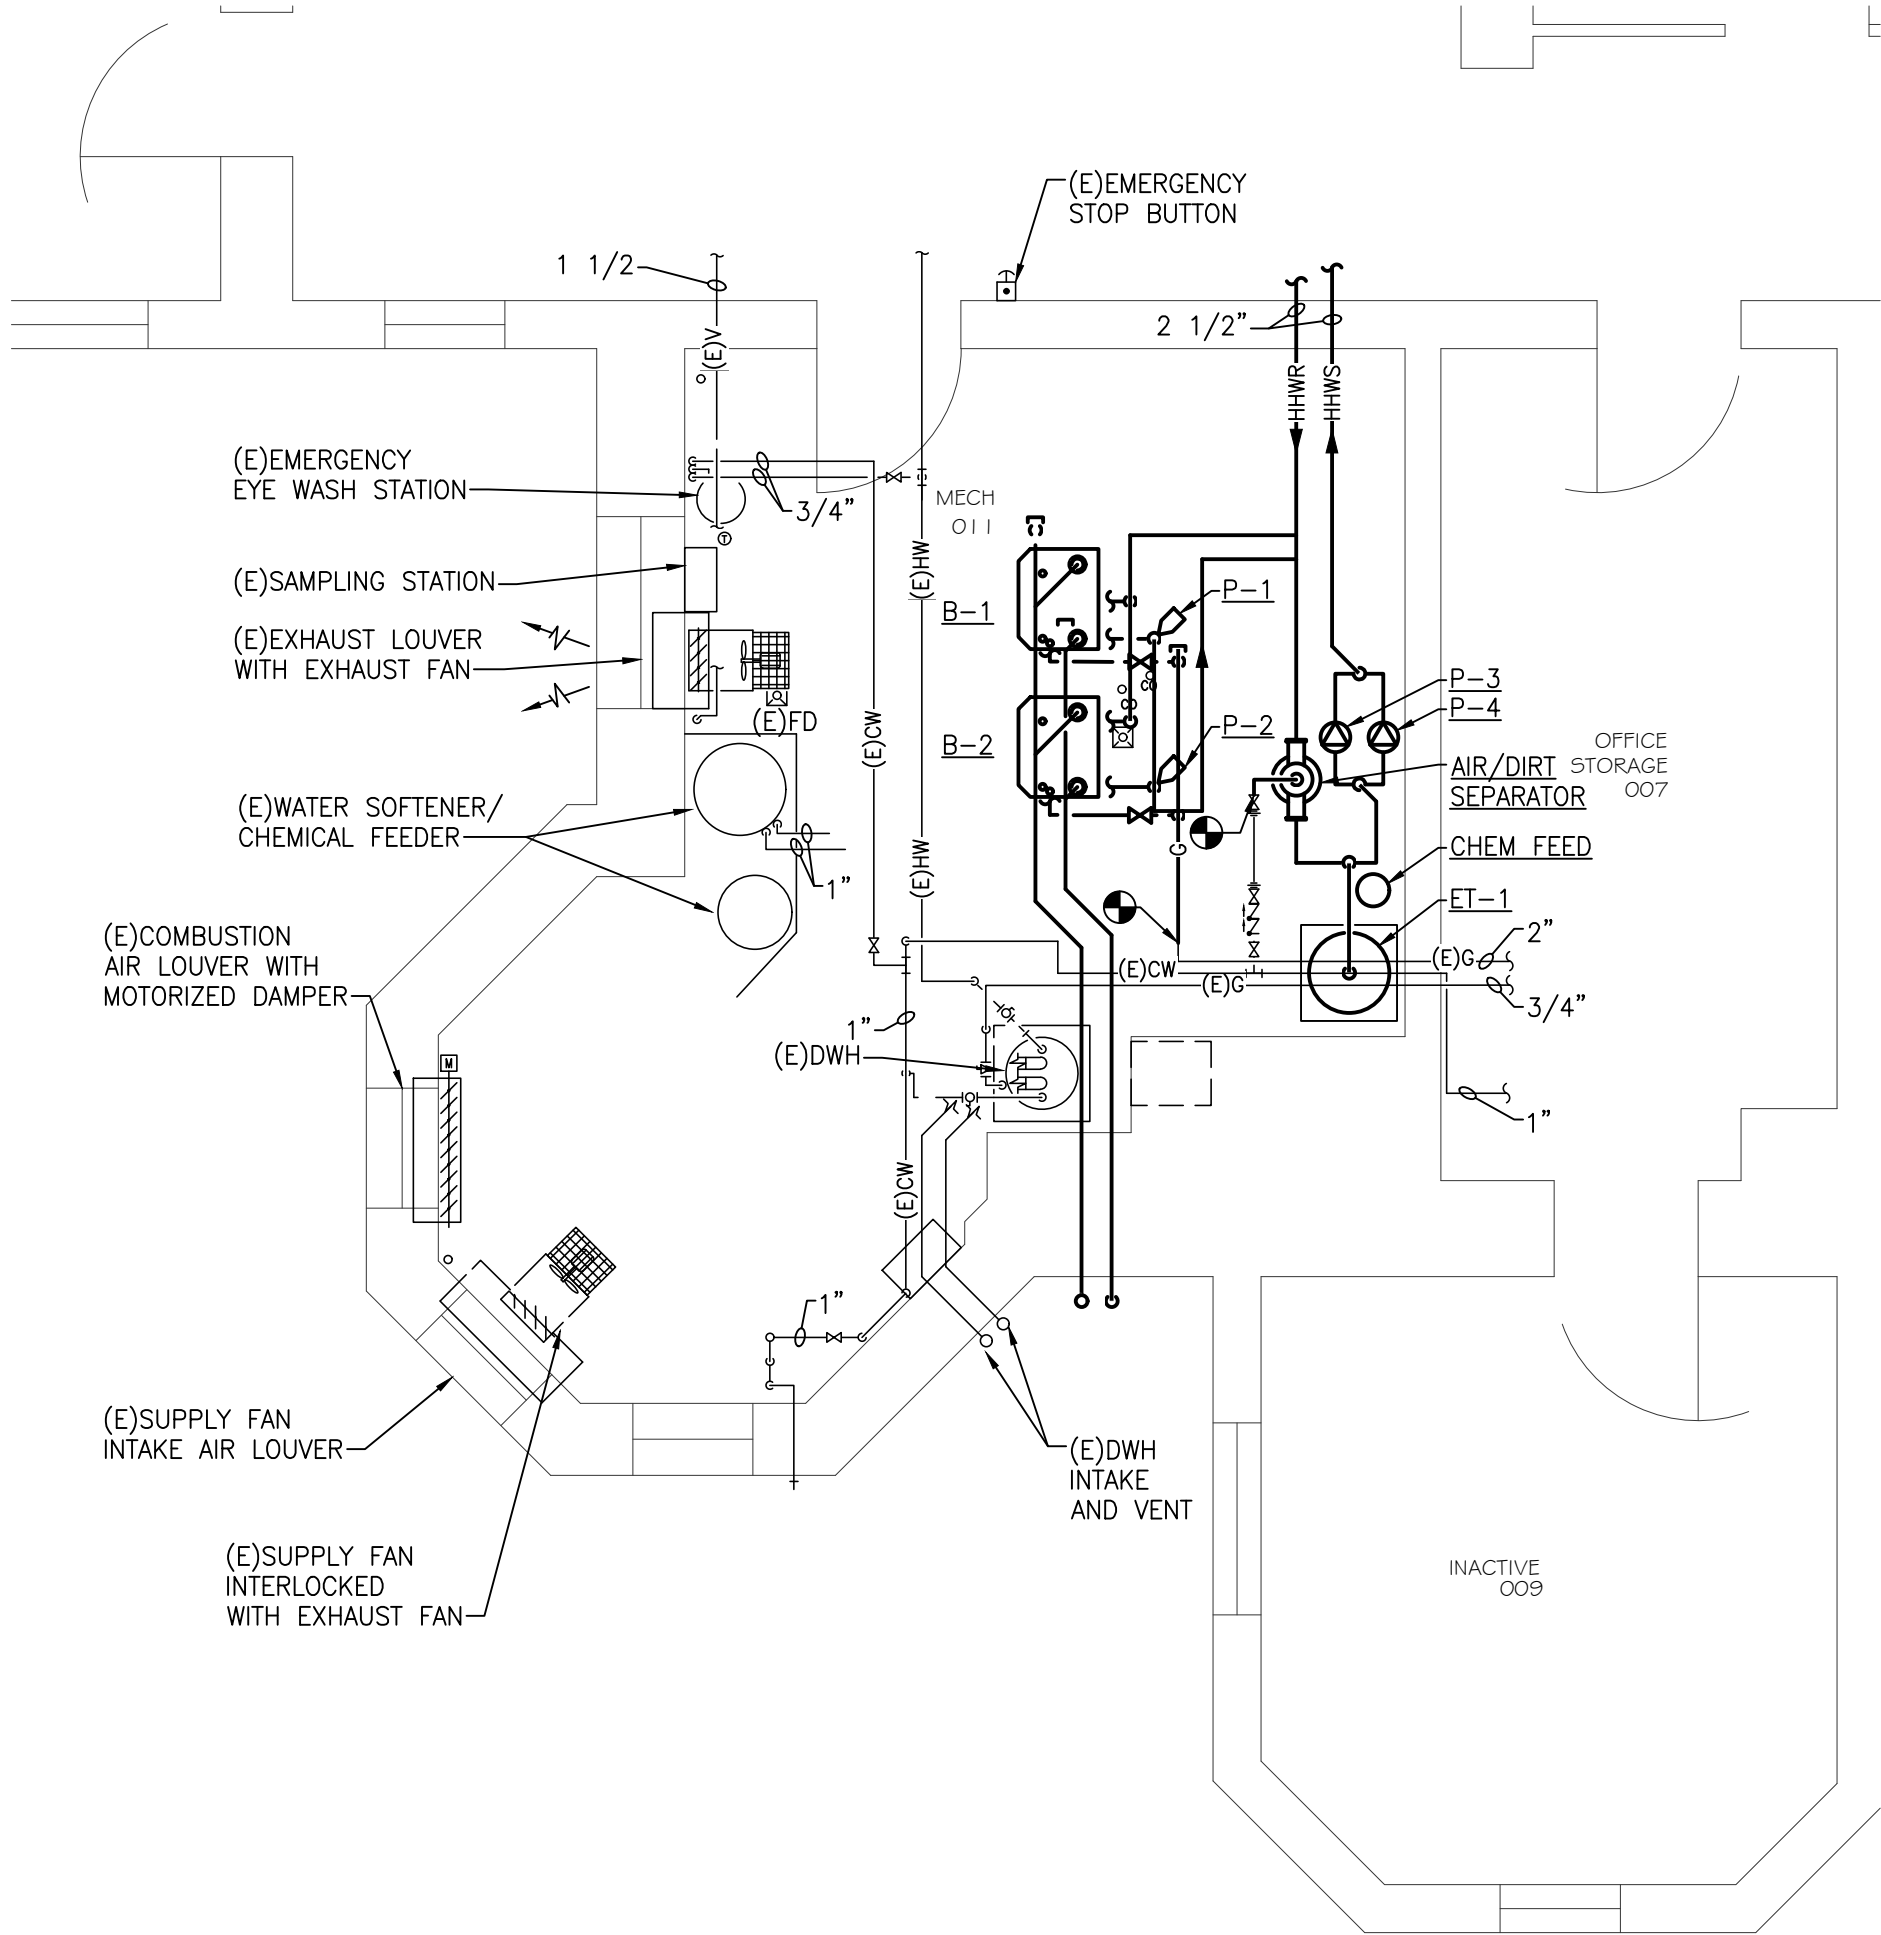 (E)EMERGENCY
STOP BUTTON
1 1/2
2 1/2"
(E)V
HHWR
HHWS
(E)EMERGENCY
EYE WASH STATION
3/4"
MECH
011
T
(E)HW
(E)SAMPLING STATION
B-1
P-1
(E)EXHAUST LOUVER
WITH EXHAUST FAN
CO
CO
P-3
P-4
(E)FD
(E)CW
B-2
P-2
OFFICE
STORAGE
007
AIR/DIRT
SEPARATOR
(E)WATER SOFTENER/
CHEMICAL FEEDER
G
CHEM FEED
1"
(E)HW
ET-1
(E)COMBUSTION
AIR LOUVER WITH
MOTORIZED DAMPER
2"
(E)G
(E)CW
(E)G
3/4"
1"
(E)DWH
M
1"
(E)CW
1"
(E)SUPPLY FAN
INTAKE AIR LOUVER
(E)DWH
INTAKE
AND VENT
(E)SUPPLY FAN
INTERLOCKED
WITH EXHAUST FAN
INACTIVE
009